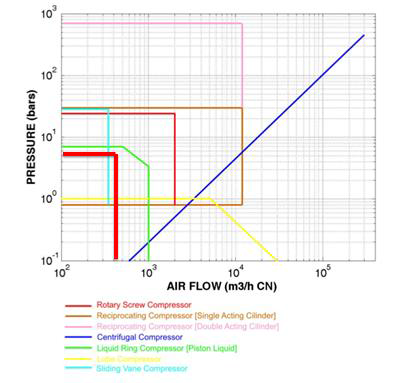 10³
10²
10¹
10⁰
10⁻¹
PRESSURE (bars)
10² 10³ 10⁴ 10⁵
AIR FLOW (m3/h CN)
Rotary Screw Compressor
Reciprocating Compressor [Single Acting Cilinder]
Reciprocating Compressor [Double Acting Cilinder]
Centrifugal Compressor
Liquid Ring Compressor [Piston Liquid]
Lube Compressor
Sliding Vane Compressor